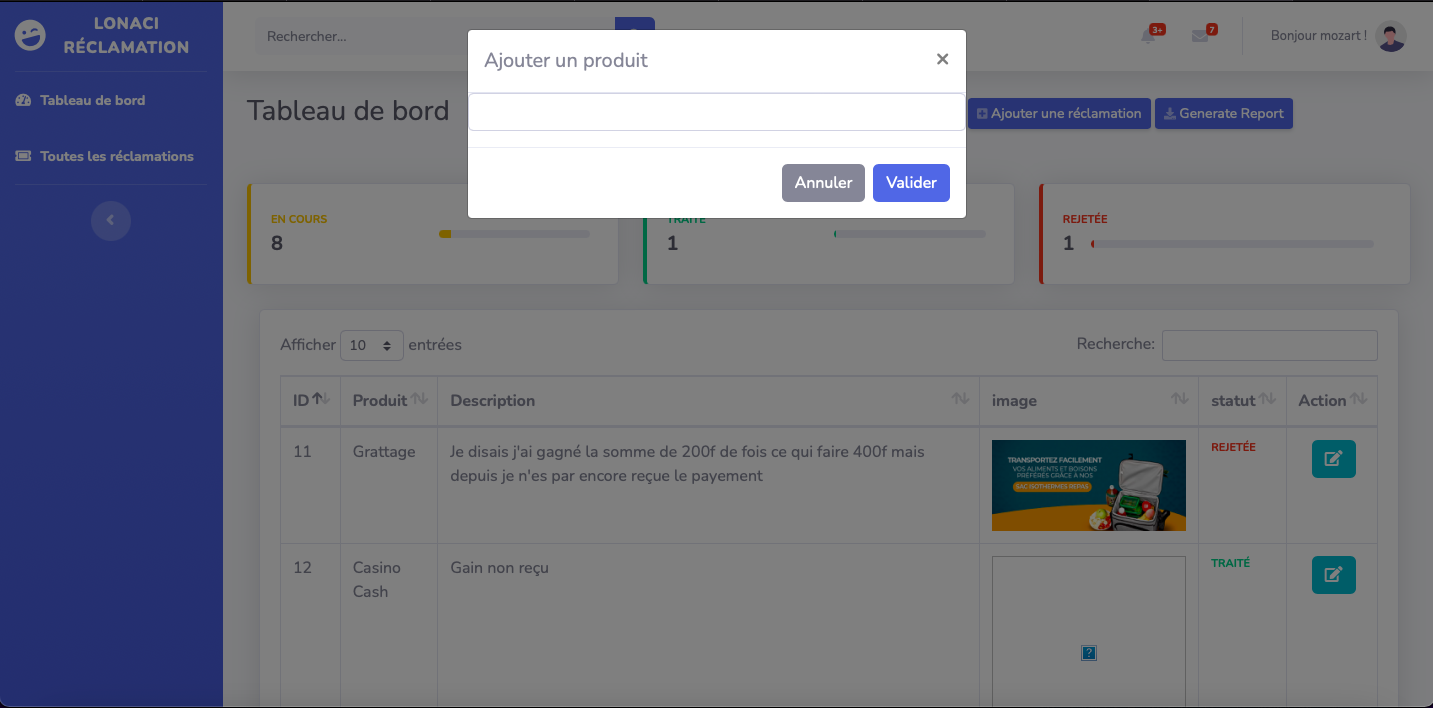 LONACI
RÉCLAMATION
Tableau de bord
Toutes les réclamations
Rechercher...
3+
7
Bonjour mozart !
Ajouter un produit
×
Annuler
Valider
Tableau de bord
Ajouter une réclamation
Generate Report
EN COURS
8
TRAITÉ
1
REJETÉE
1
Afficher 10 entrées
Recherche:
ID Produit Description image statut Action
11 Grattage Je disais j'ai gagné la somme de 200f de fois ce qui faire 400f mais
depuis je n'es par encore reçue le payement
TRANSPORTEZ FACILEMENT
VOS ALIMENTS ET BOISONS
PRÉFÉRÉS GRÂCE A NOS
SAC ISOTHERMES REPAS
REJETÉE
12 Casino
Cash
Gain non reçu
?
TRAITÉ